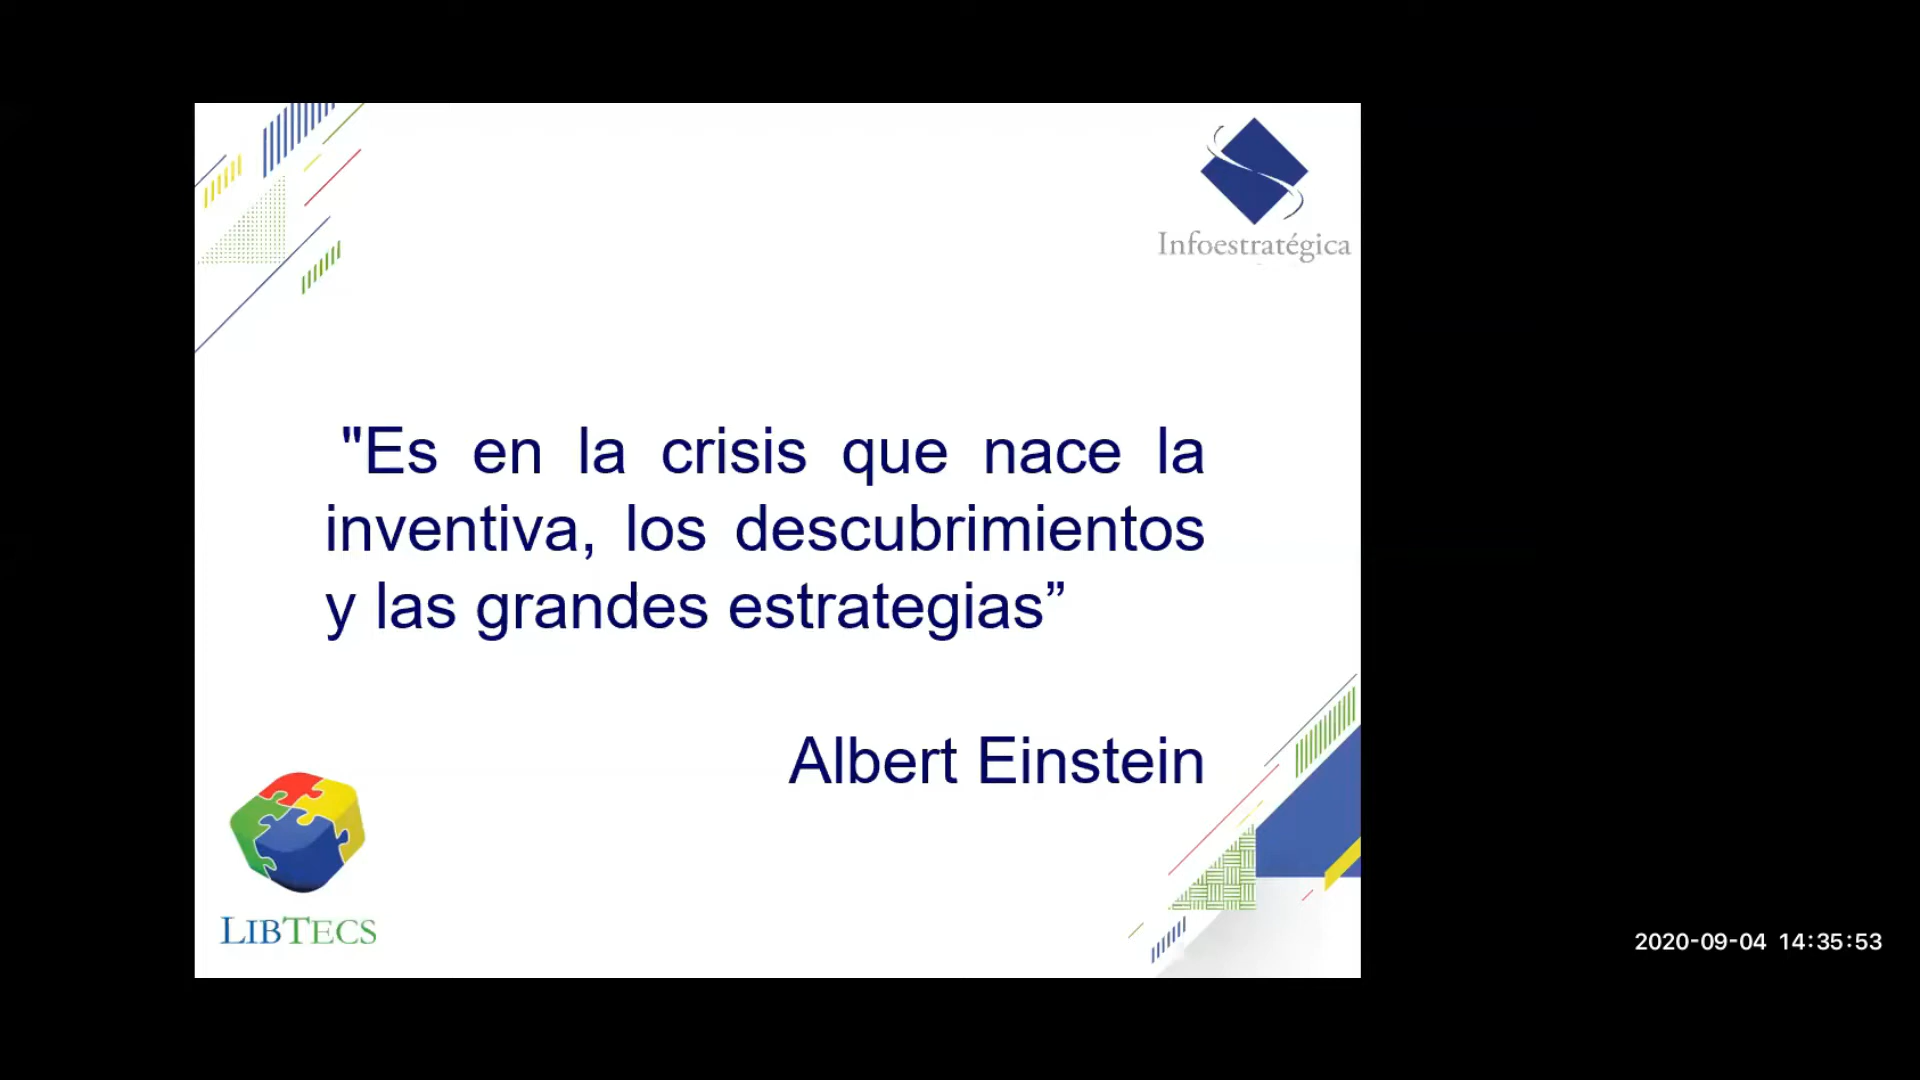 Infoestratégica
"Es en la crisis que nace la
inventiva, los descubrimientos
y las grandes estrategias”
Albert Einstein
LIBTECS
2020-09-04 14:35:53